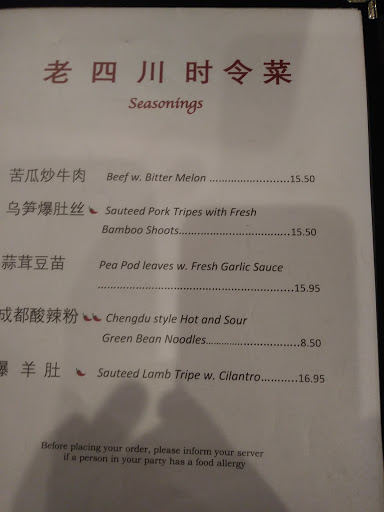 老四川时令菜
Seasonings
苦瓜炒牛肉 Beef w. Bitter Melon ...........................15.50
乌笋爆肚丝 Sauteed Pork Tripes with Fresh
Bamboo Shoots....................................15.50
蒜茸豆苗 Pea Pod leaves w. Fresh Garlic Sauce
................................................................15.95
成都酸辣粉 Chengdu style Hot and Sour
Green Bean Noodles...............................8.50
爆羊肚 Sauteed Lamb Tripe w. Cilantro...........16.95
Before placing your order, please inform your server
if a person in your party has a food allergy